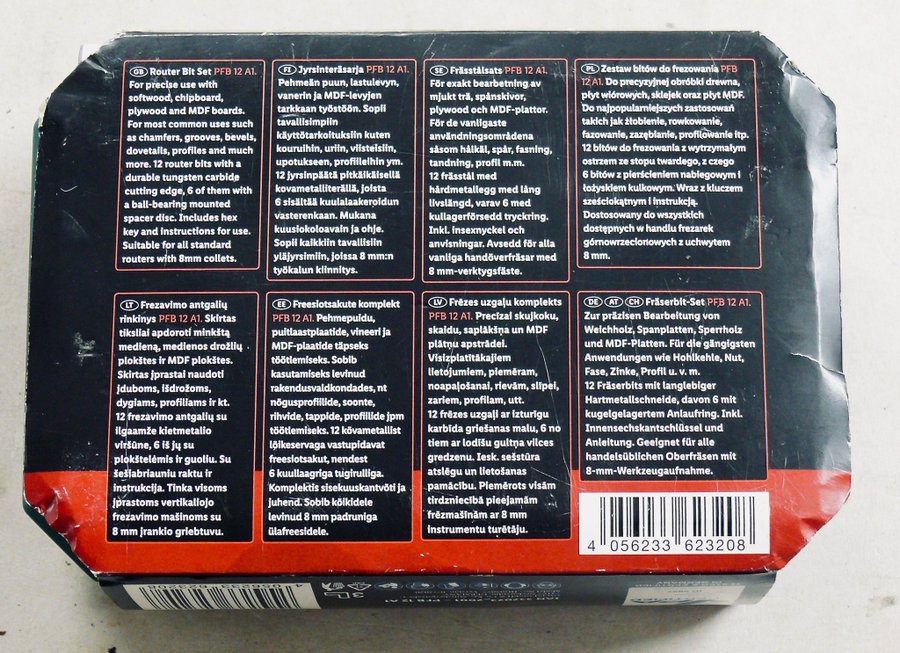 GB Router Bit Set PFB 12 A1.
For precise use with
softwood, chipboard,
plywood and MDF boards.
For most common uses such
as chamfers, grooves, bevels,
dovetails, profiles and much
more. 12 router bits with a
durable tungsten carbide
cutting edge, 6 of them with
a ball-bearing mounted
spacer disc. Includes hex
key and instructions for use.
Suitable for all standard
routers with 8mm collets.
FI Jyrsinteräsarja PFB 12 A1.
Pehmeän puun, lastulevyn,
vanerin ja MDF-levyjen
tarkkaan työstöön. Sopii
tavallisimpiin
käyttötarkoituksiin kuten
kouruihin, uriin, viisteisiin,
upotukseen, profiileihin ym.
12 jyrsinpäätä pitkäikäisellä
kovametalliterällä, joista
6 sisältää kuulalaakeroidun
vasterenkaan. Mukana
kuusiokoloavain ja ohje.
Sopii kaikkiin tavallisiin
yläjyrsimiin, joissa 8 mm:n
työkalun kiinnitys.
SE Frässtålsats PFB 12 A1.
För exakt bearbetning av
mjukt trä, spånskivor,
plywood och MDF-plattor.
För de vanligaste
användningsområdena
såsom hålkäl, spår, fasning,
tandning, profil m.m.
12 frässtål med
hårdmetallegg med lång
livslängd, varav 6 med
kullagerförsedd tryckring.
Inkl. insexnyckel och
anvisningar. Avsedd för alla
vanliga handöverfräsar med
8 mm-verktygsfäste.
PL Zestaw bitów do frezowania PFB
12 A1. Do precyzyjnej obróbki drewna,
płyt wiórowych, sklejek oraz płyt MDF.
Do najpopularniejszych zastosowań
takich jak żłobienie, rowkowanie,
fazowanie, zazębianie, profilowanie itp.
12 bitów do frezowania z wytrzymałym
ostrzem ze stopu twardego, z czego
6 bitów z pierścieniem nabiegowym i
łożyskiem kulkowym. Wraz z kluczem
sześciokątnym i instrukcją.
Dostosowany do wszystkich
dostępnych w handlu frezarek
górnowrzecionowych z uchwytem
8 mm.
LT Frezavimo antgalių
rinkinys PFB 12 A1. Skirtas
tiksliai apdoroti minkštą
medieną, medienos drožlių
plokštes ir MDF plokštes.
Skirtas įprastai naudoti
įduboms, išdrožoms,
dygiams, profiliams ir kt.
12 frezavimo antgalių su
ilgaamže kietmetalio
viršūne, 6 iš jų su
plokštelėmis ir guoliu. Su
šešiabriauniu raktu ir
instrukcija. Tinka visoms
įprastoms vertikaliojo
frezavimo mašinoms su
8 mm įrankio griebtuvu.
EE Freesiotsakute komplekt
PFB 12 A1. Pehmepuidu,
puitlaastplaatide, vineeri ja
MDF-plaatide täpseks
töötlemiseks. Sobib
kasutamiseks levinud
rakendusvaldkondades, nt
nõgusprofiilide, soonte,
rihvide, tappide, profiilide jpm
töötlemiseks. 12 kõvametallist
lõikeservaga vastupidavat
freesiotsakut, nendest
6 kuullaagriga tugirulliga.
Komplektis sisekuuskantvõti ja
juhend. Sobib kõikidele
levinud 8 mm padruniga
ülafreesidele.
LV Frēzes uzgaļu komplekts
PFB 12 A1. Precīzai skujkoku,
skaidu, saplākšņa un MDF
plātņu apstrādei.
Visizplatītākajiem
lietojumiem, piemēram,
noapaļošanai, rievām, slīpei,
zariem, profilam, utt.
12 frēzes uzgaļi ar izturīgu
karbīda griešanas malu, 6 no
tiem ar lodīšu gultņa vilces
gredzenu. Iesk. sešstūra
atslēgu un lietošanas
pamācību. Piemērots visām
tirdzniecībā pieejamām
frēzmašīnām ar 8 mm
instrumentu turētāju.
DE AT CH Fräserbit-Set PFB 12 A1.
Zur präzisen Bearbeitung von
Weichholz, Spanplatten, Sperrholz
und MDF-Platten. Für die gängigsten
Anwendungen wie Hohlkehle, Nut,
Fase, Zinke, Profil u. v. m.
12 Fräserbits mit langlebiger
Hartmetallschneide, davon 6 mit
kugelgelagertem Anlaufring. Inkl.
Innensechskantschlüssel und
Anleitung. Geeignet für alle
handelsüblichen Oberfräsen mit
8-mm-Werkzeugaufnahme.
4 056233 623208